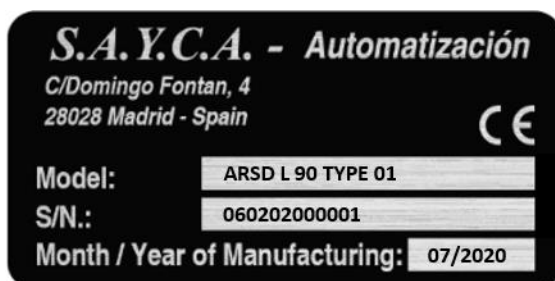 S.A.Y.C.A. - Automatización
C/Domingo Fontan, 4
28028 Madrid - Spain
CE
Model: ARSD L 90 TYPE 01
S/N.: 060202000001
Month / Year of Manufacturing: 07/2020